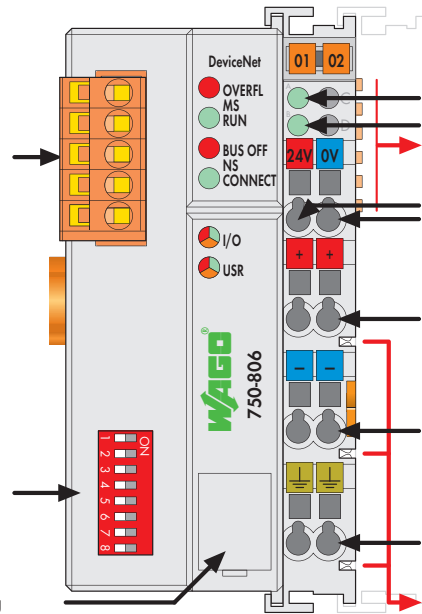 DeviceNet
01 02
OVERFL
MS
RUN
A
C
B
D
BUS OFF
NS
CONNECT
24V 0V
I/O
USR
+ +
WAGO®
750-806
— —
ON
1
2
3
4
5
6
7
8